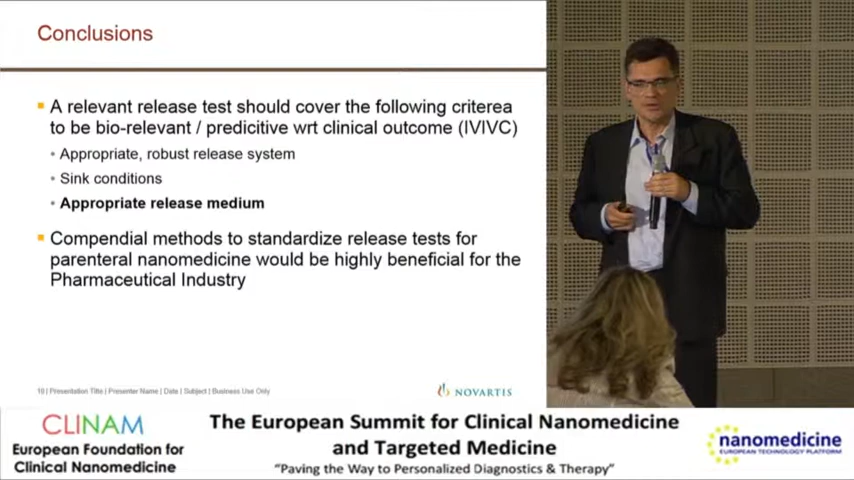 Conclusions
A relevant release test should cover the following criterea
to be bio-relevant / predicitive wrt clinical outcome (IVIVC)
Appropriate, robust release system
Sink conditions
Appropriate release medium
Compendial methods to standardize release tests for
parenteral nanomedicine would be highly beneficial for the
Pharmaceutical Industry
10 | Presentation Title | Presenter Name | Date | Subject | Business Use Only
NOVARTIS
CLINAM
European Foundation for
Clinical Nanomedicine
The European Summit for Clinical Nanomedicine
and Targeted Medicine
"Paving the Way to Personalized Diagnostics & Therapy"
nanomedicine
EUROPEAN TECHNOLOGY PLATFORM